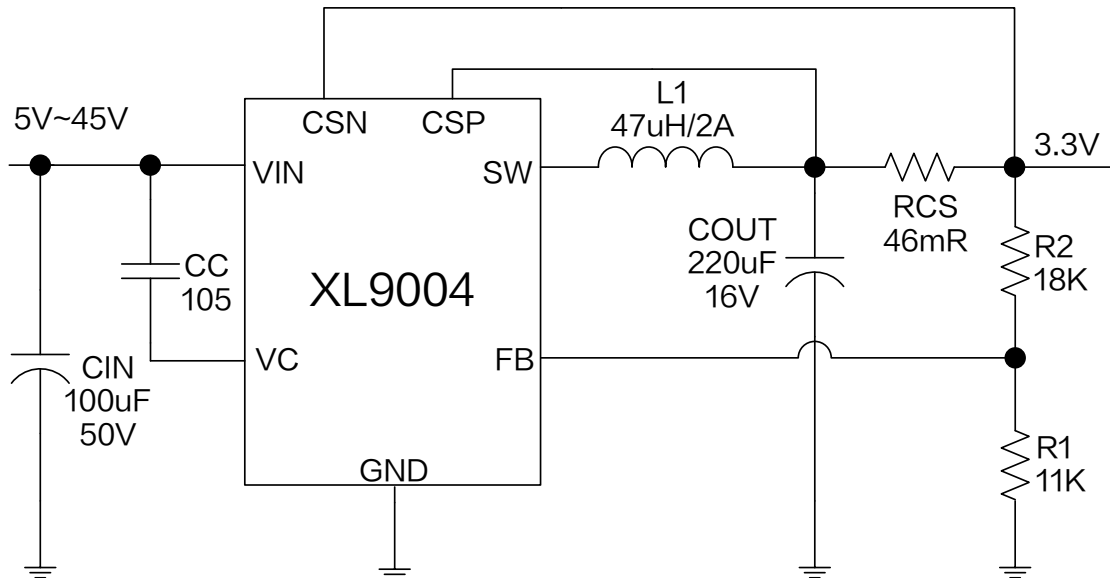 5V~45V
CSN
CSP
L1
47uH/2A
3.3V
VIN
SW
RCS
46mR
CC
105
XL9004
COUT
220uF
16V
R2
18K
VC
FB
CIN
100uF
50V
GND
R1
11K